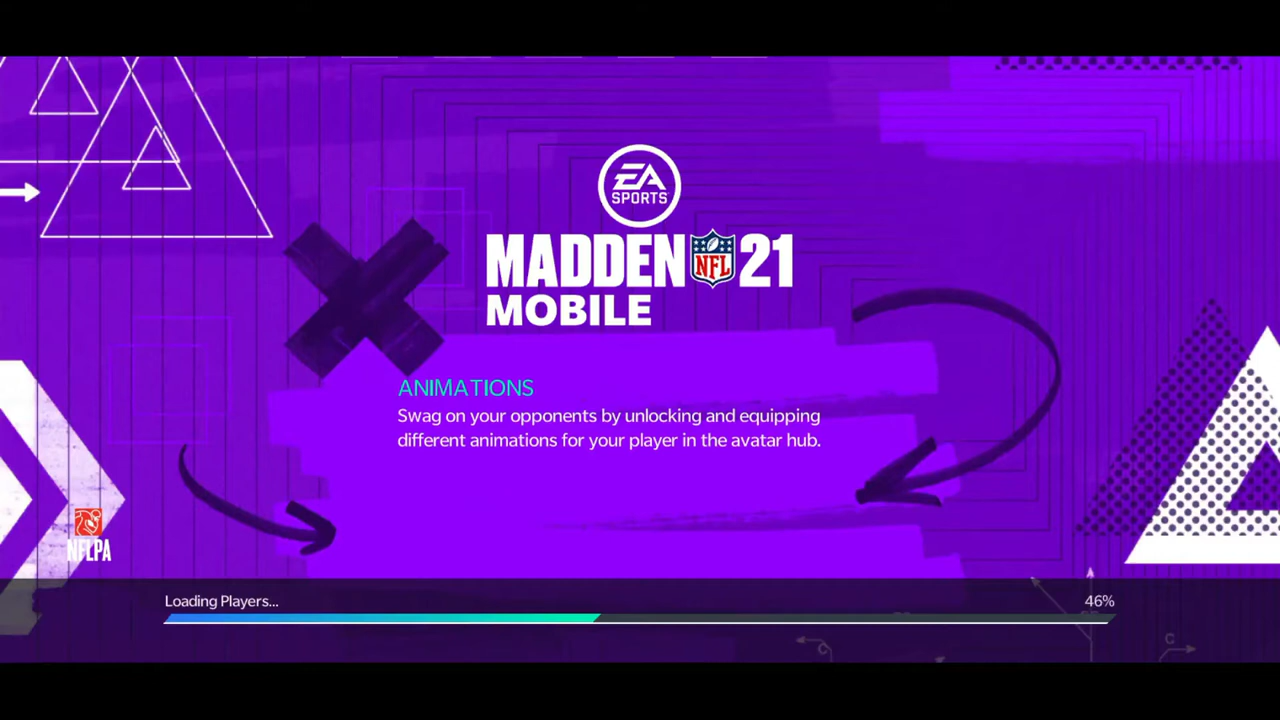 EA
SPORTS
MADDEN NFL 21
MOBILE
ANIMATIONS
Swag on your opponents by unlocking and equipping
different animations for your player in the avatar hub.
NFLPA
Loading Players...
46%
C
C